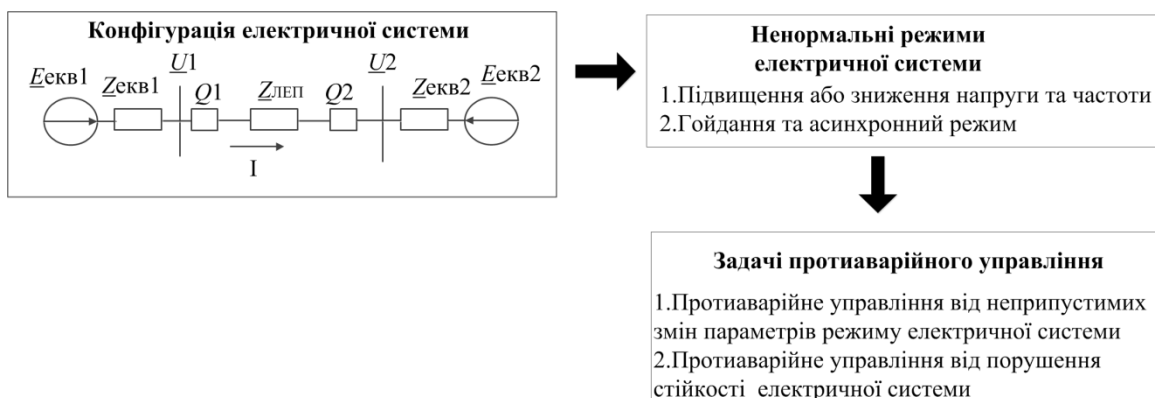 Конфігурація електричної системи
U1 U2
Eекв1 Zекв1 Q1 ZЛЕП Q2 Zекв2 Eекв2
I
Ненормальні режими
електричної системи
1.Підвищення або зниження напруги та частоти
2.Гойдання та асинхронний режим
Задачі протиаварійного управління
1.Протиаварійне управління від неприпустимих
змін параметрів режиму електричної системи
2.Протиаварійне управління від порушення
стійкості електричної системи